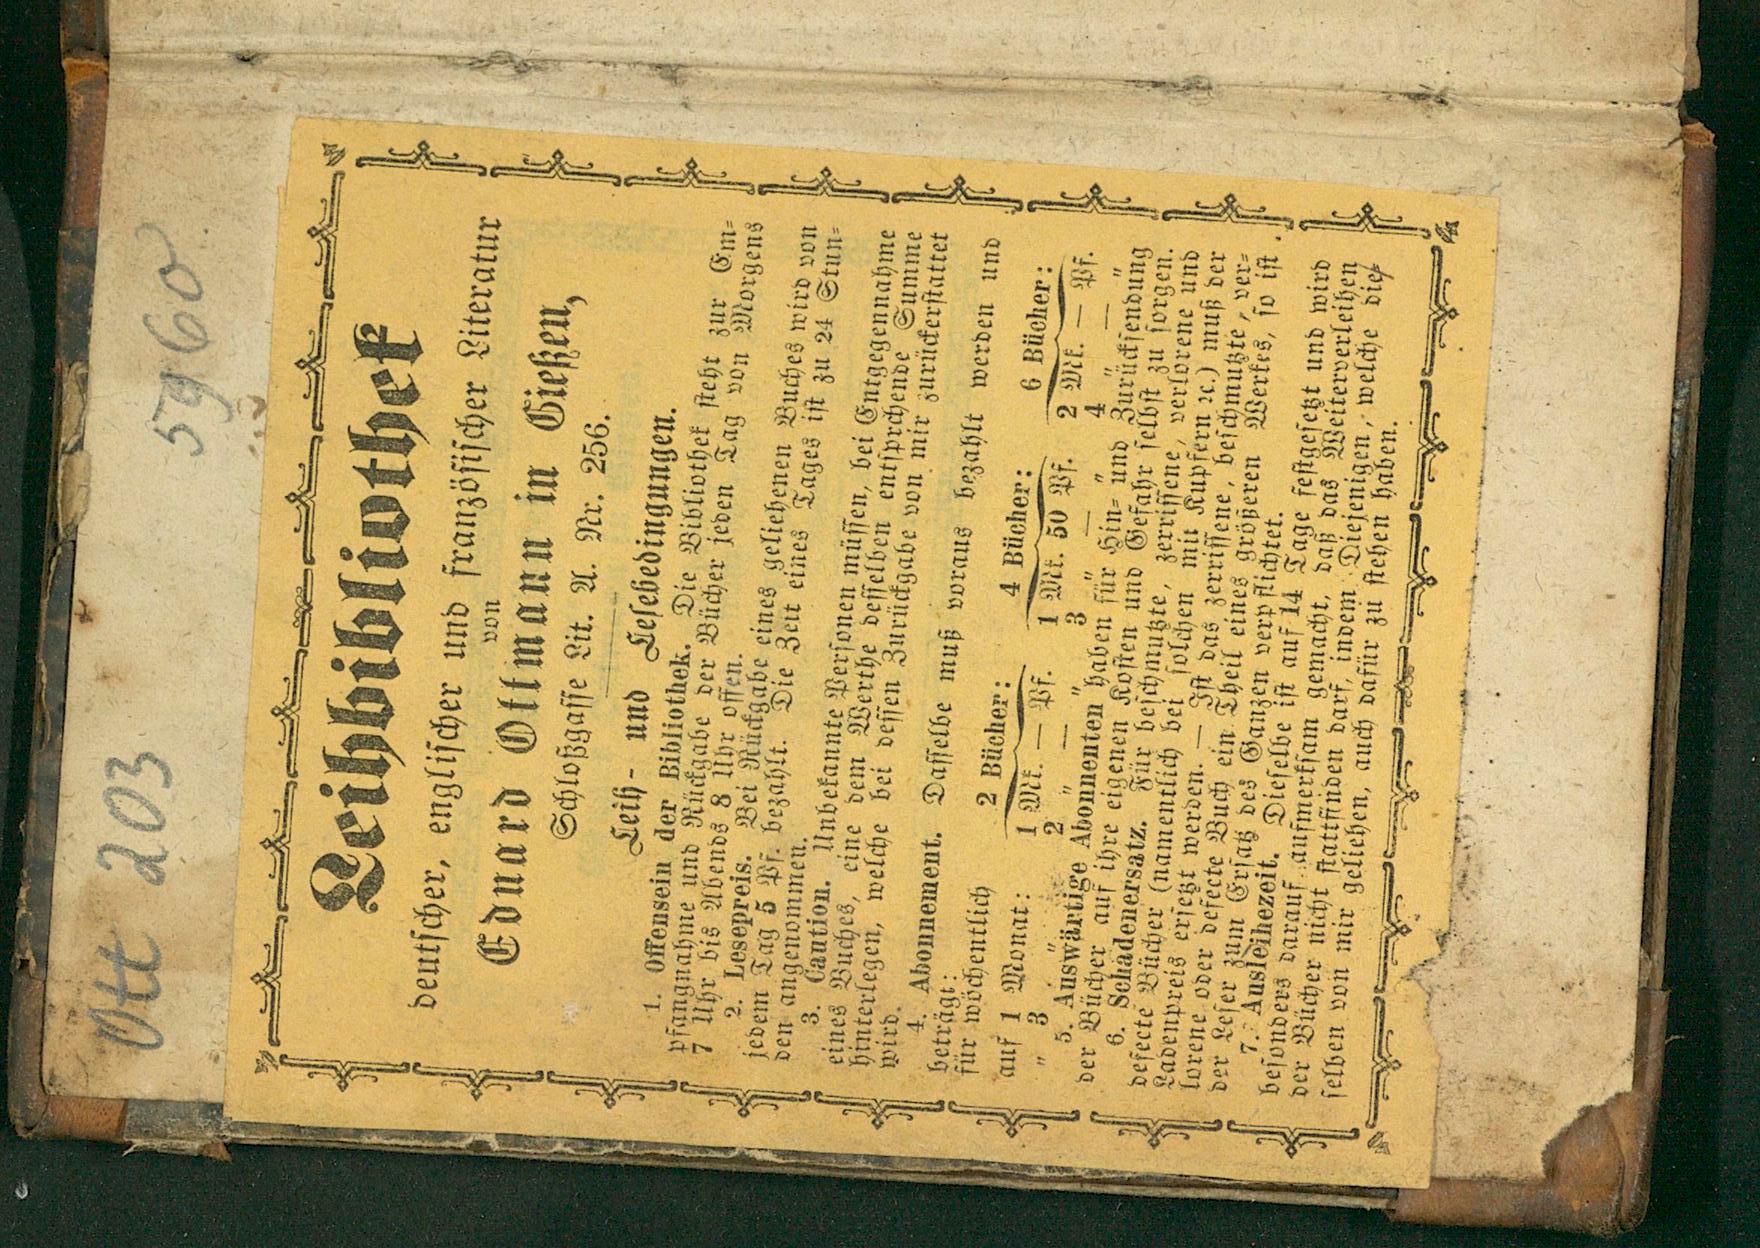 Ott 203
5960
Leihbibliothek
deutscher, englischer und französischer Literatur
von
Eduard Ottmann in Gießen,
Schloßgasse Lit. A. Nr. 256.
Leih- und Lesebedingungen.
1. Offensein der Bibliothek. Die Bibliothek steht zur Em-
pfangnahme und Rückgabe der Bücher jeden Tag von Morgens
7 Uhr bis Abends 8 Uhr offen.
2. Lesepreis. Bei Rückgabe eines geliehenen Buches wird von
jedem Tag 5 Pf. bezahlt. Die Zeit eines Tages ist zu 24 Stun-
den angenommen.
3. Caution. Unbekannte Personen müssen, bei Entgegennahme
eines Buches, eine dem Werthe desselben entsprchende Summe
hinterlegen, welche bei dessen Zurückgabe von mir zurückerstattet
wird.
4. Abonnement. Dasselbe muß voraus bezahlt werden und
beträgt:
für wöchentlich 2 Bücher: 4 Bücher: 6 Bücher:
auf 1 Monat: 1 Mk. — Pf. 1 Mk. 50 Pf. 2 Mk. — Pf.
„ 3 „ 2 „ — „ 3 „ — „ 4 „ — „
5. Auswärtige Abonnenten haben für Hin- und Zurücksendung
der Bücher auf ihre eigenen Kosten und Gefahr selbst zu sorgen.
6. Schadenersatz. Für beschmutzte, zerrissene, verlorene und
defecte Bücher (namentlich bei solchen mit Kupfern ꝛc.) muß der
Ladenpreis ersetzt werden. — Ist das zerrissene, beschmutzte, ver-
lorene oder defecte Buch ein Theil eines größeren Werkes, so ist
der Leser zum Ersatz des Ganzen verpflichtet.
7. Ausleihezeit. Dieselbe ist auf 14 Tage festgesetzt und wird
besonders darauf aufmerksam gemacht, daß das Weiterverleihen
der Bücher nicht stattfinden darf, indem Diejenigen, welche die-
selben von mir geliehen, auch dafür zu stehen haben.